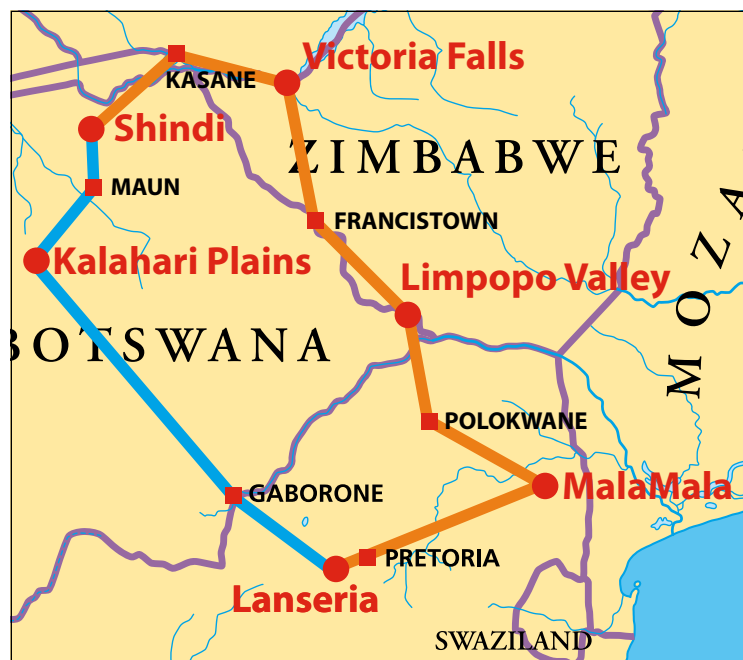 Victoria Falls
KASANE
Shindi
ZIMBABWE
MAUN
FRANCISTOWN
Kalahari Plains
Limpopo Valley
MOZA
BOTSWANA
POLOKWANE
GABORONE
MalaMala
PRETORIA
Lanseria
SWAZILAND